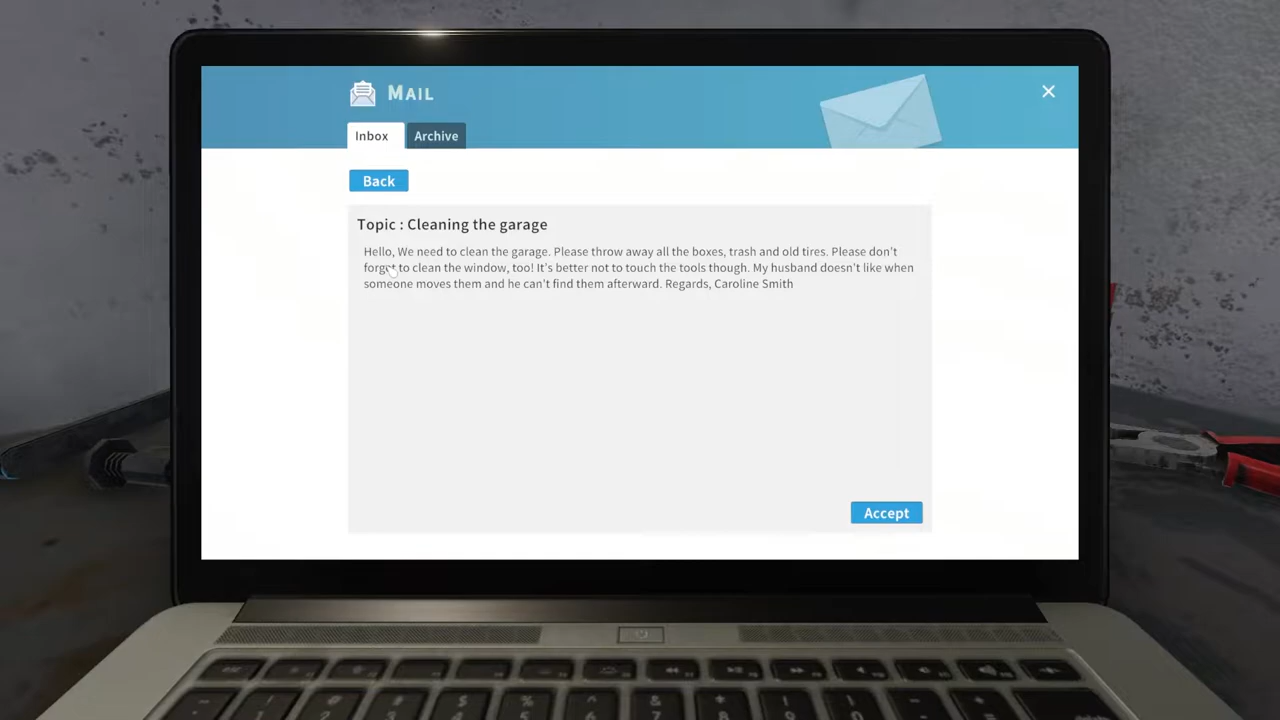 MAIL
Inbox
Archive
Back
Topic : Cleaning the garage
Hello, We need to clean the garage. Please throw away all the boxes, trash and old tires. Please don't
forget to clean the window, too! It's better not to touch the tools though. My husband doesn't like when
someone moves them and he can't find them afterward. Regards, Caroline Smith
Accept